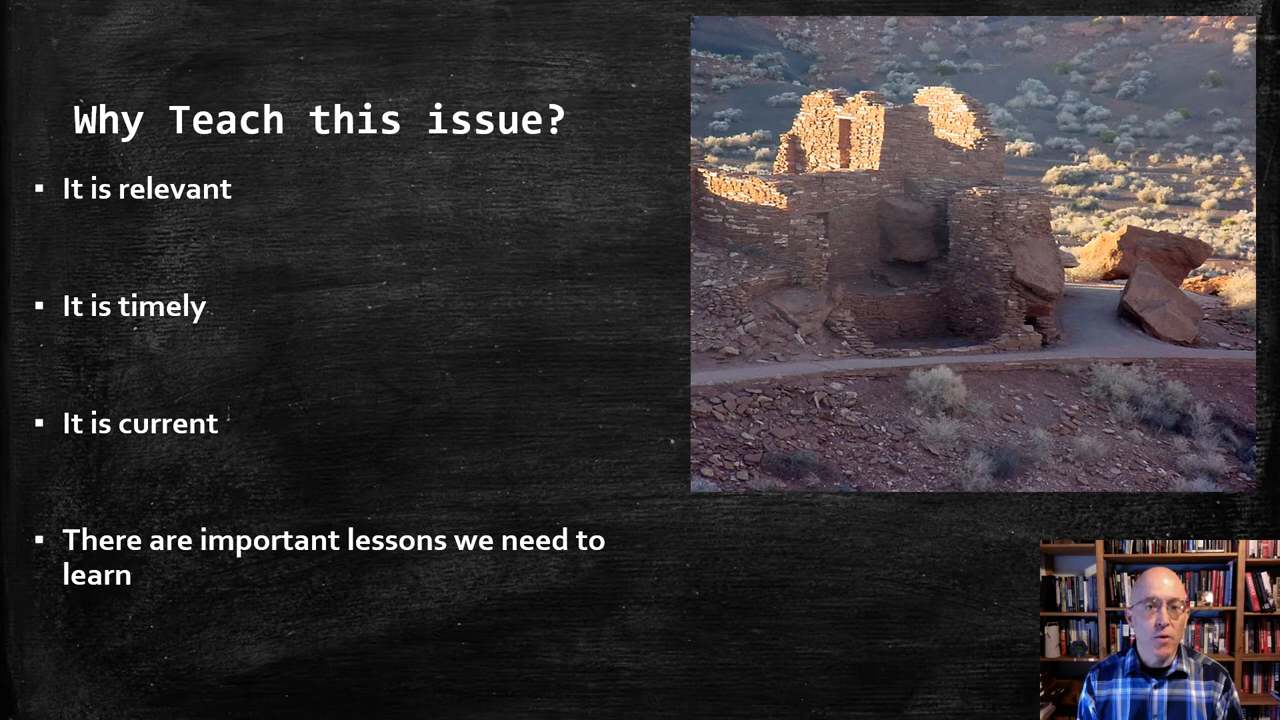 Why Teach this issue?
▪ It is relevant
▪ It is timely
▪ It is current
▪ There are important lessons we need to
learn